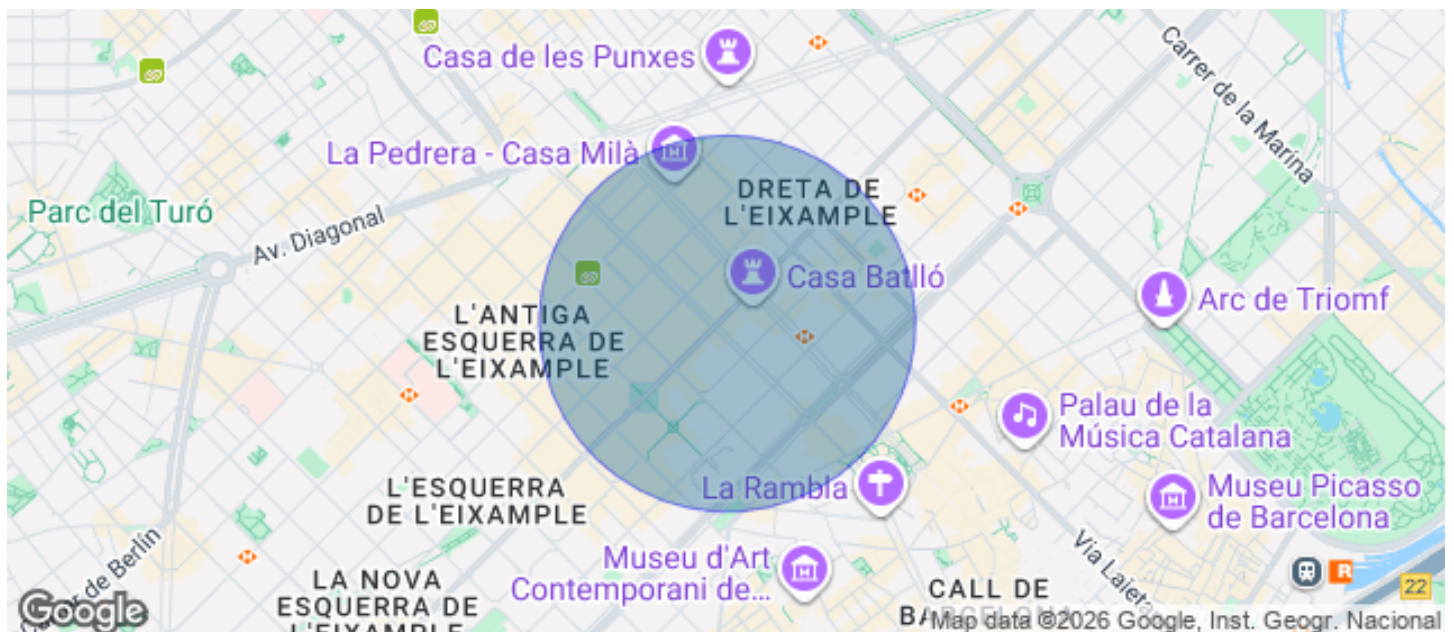 Casa de les Punxes
Carrer de la Marina
La Pedrera - Casa Milà
DRETA DE
L'EIXAMPLE
Parc del Turó
Av. Diagonal
Casa Batlló
Arc de Triomf
L'ANTIGA
ESQUERRA DE
L'EIXAMPLE
Palau de la
Música Catalana
L'ESQUERRA
DE L'EIXAMPLE
La Rambla
Museu Picasso
de Barcelona
Museu d'Art
Contemporani de...
Via Laieta
de Berlín
LA NOVA
ESQUERRA DE
L'EIXAMPLE
CALL DE
R
22
Google
Map data ©2026 Google, Inst. Geogr. Nacional